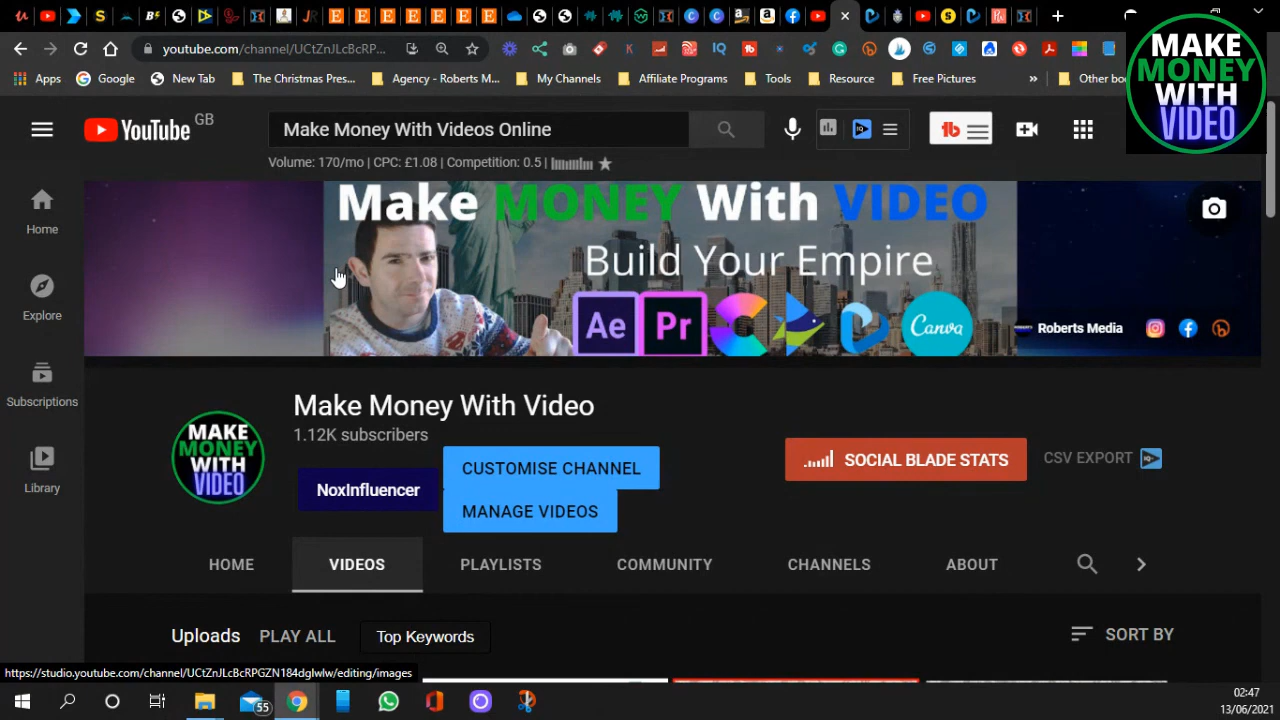 youtube.com/channel/UCtZnJLcBcRP...
Apps
Google
New Tab
The Christmas Pres...
Agency - Roberts M...
My Channels
Affiliate Programs
Tools
Resource
Free Pictures
»
Other boo
MAKE
MONEY
WITH
VIDEO
YouTube GB
Make Money With Videos Online
Volume: 170/mo | CPC: £1.08 | Competition: 0.5 |
Home
Explore
Subscriptions
Library
Make MONEY With VIDEO
Build Your Empire
Ae
Pr
Canva
Roberts Media
MAKE
MONEY
WITH
VIDEO
Make Money With Video
1.12K subscribers
NoxInfluencer
CUSTOMISE CHANNEL
MANAGE VIDEOS
SOCIAL BLADE STATS
CSV EXPORT
HOME
VIDEOS
PLAYLISTS
COMMUNITY
CHANNELS
ABOUT
Uploads
PLAY ALL
Top Keywords
SORT BY
https://studio.youtube.com/channel/UCtZnJLcBcRPGZN184dglwlw/editing/images
55
02:47
13/06/2021